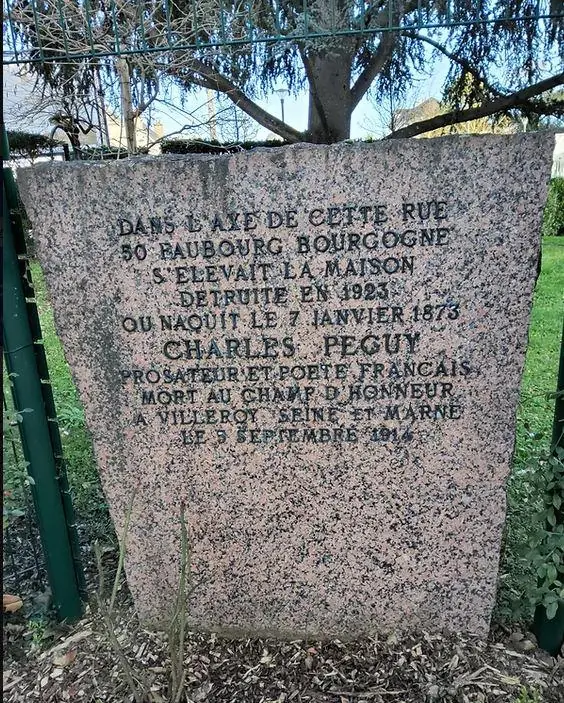 DANS L'AXE DE CETTE RUE
50 FAUBOURG BOURGOGNE
S'ELEVAIT LA MAISON
DETRUITE EN 1923
OU NAQUIT LE 7 JANVIER 1873
CHARLES PEGUY
PROSATEUR ET POETE FRANCAIS
MORT AU CHAMP D'HONNEUR
A VILLEROY SEINE ET MARNE
LE 5 SEPTEMBRE 1914